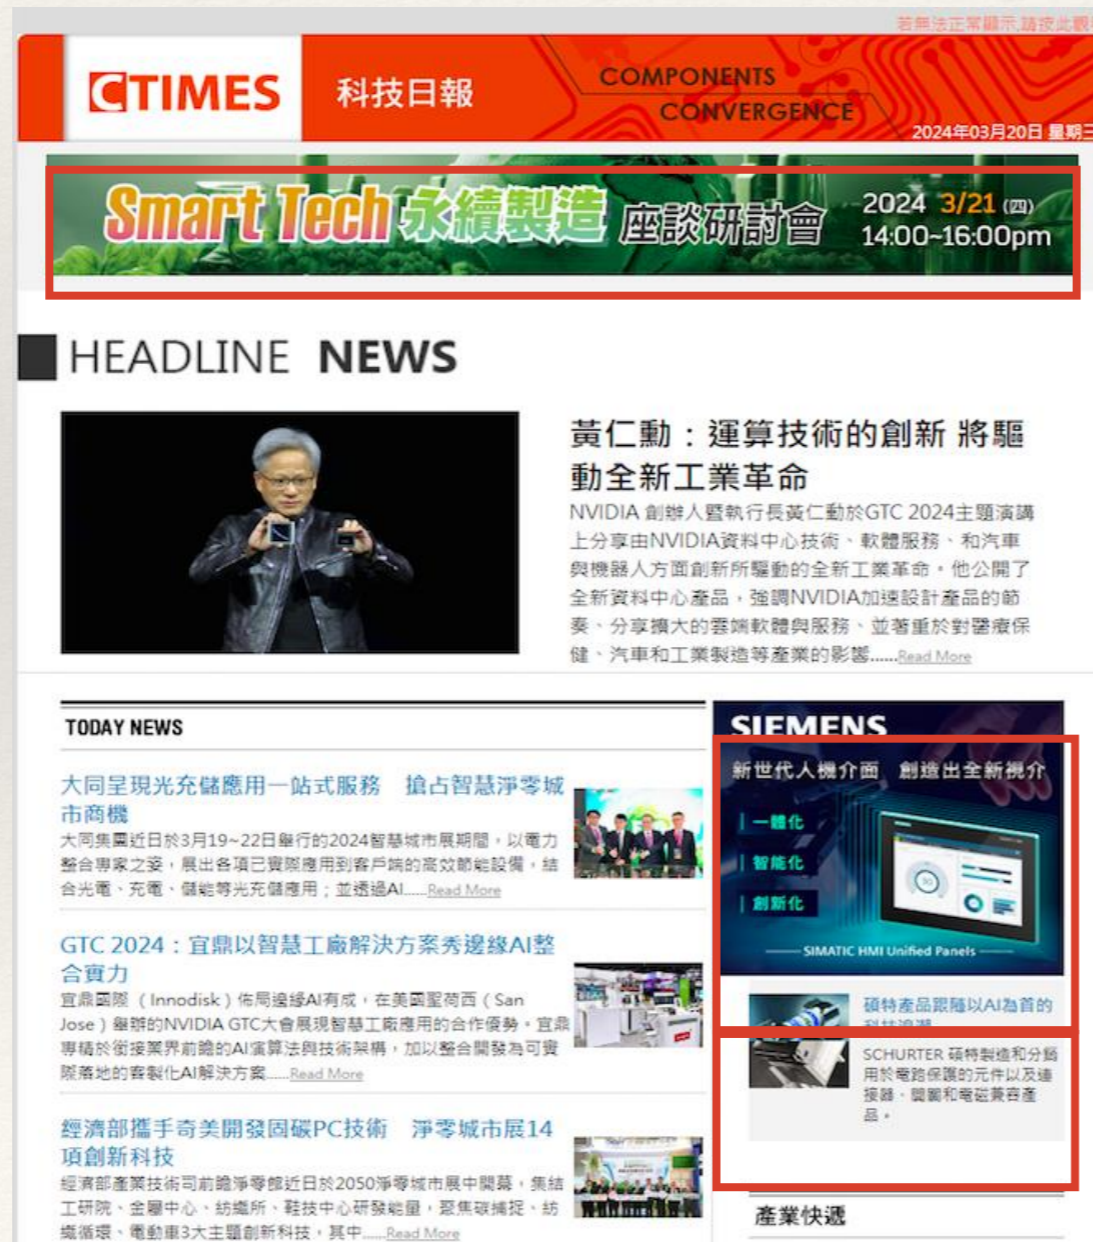 若無法正常顯示,請按此觀
CTIMES
科技日報
COMPONENTS
CONVERGENCE
2024年03月20日 星期三
Smart Tech 永續製造 座談研討會
2024 3/21 (四)
14:00~16:00pm
HEADLINE NEWS
黃仁勳：運算技術的創新 將驅
動全新工業革命
NVIDIA 創辦人暨執行長黃仁勳於GTC 2024主題演講
上分享由NVIDIA資料中心技術、軟體服務、和汽車
與機器人方面創新所驅動的全新工業革命。他公開了
全新資料中心產品，強調NVIDIA加速設計產品的節
奏、分享擴大的雲端軟體與服務、並著重於對醫療保
健、汽車和工業製造等產業的影響......Read More
TODAY NEWS
大同呈現光充儲應用一站式服務　搶占智慧淨零城
市商機
大同集團近日於3月19~22日舉行的2024智慧城市展期間，以電力
整合專家之姿，展出各項已實際應用到客戶端的高效節能設備，結
合光電、充電、儲能等光充儲應用；並透過AI......Read More
GTC 2024：宜鼎以智慧工廠解決方案秀邊緣AI整
合實力
宜鼎國際（Innodisk）佈局邊緣AI有成，在美國聖荷西（San
Jose）舉辦的NVIDIA GTC大會展現智慧工廠應用的合作優勢。宜鼎
專精於銜接業界前瞻的AI演算法與技術架構，加以整合開發為可實
際落地的客製化AI解決方案......Read More
經濟部攜手奇美開發固碳PC技術　淨零城市展14
項創新科技
經濟部產業技術司前瞻淨零館近日於2050淨零城市展中開幕，集結
工研院、金屬中心、紡織所、鞋技中心研發能量，聚焦碳捕捉、紡
織循環、電動車3大主題創新科技，其中......Read More
SIEMENS
新世代人機介面　創造出全新視介
一體化
智能化
創新化
SIMATIC HMI Unified Panels
碩特產品跟隨以AI為首的
科技浪潮
SCHURTER 碩特製造和分銷
用於電路保護的元件以及連
接器、開關和電磁兼容產
品。
產業快遞